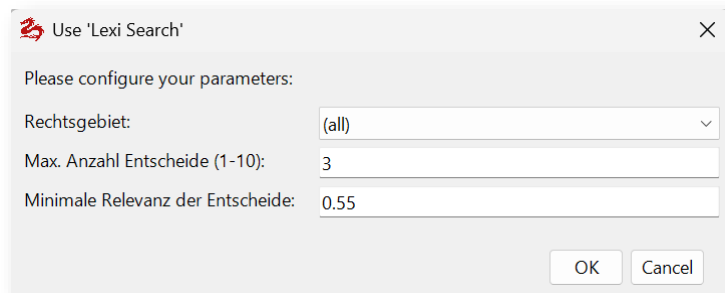 Use 'Lexi Search'
Please configure your parameters:
Rechtsgebiet: (all)
Max. Anzahl Entscheide (1-10): 3
Minimale Relevanz der Entscheide: 0.55
OK Cancel